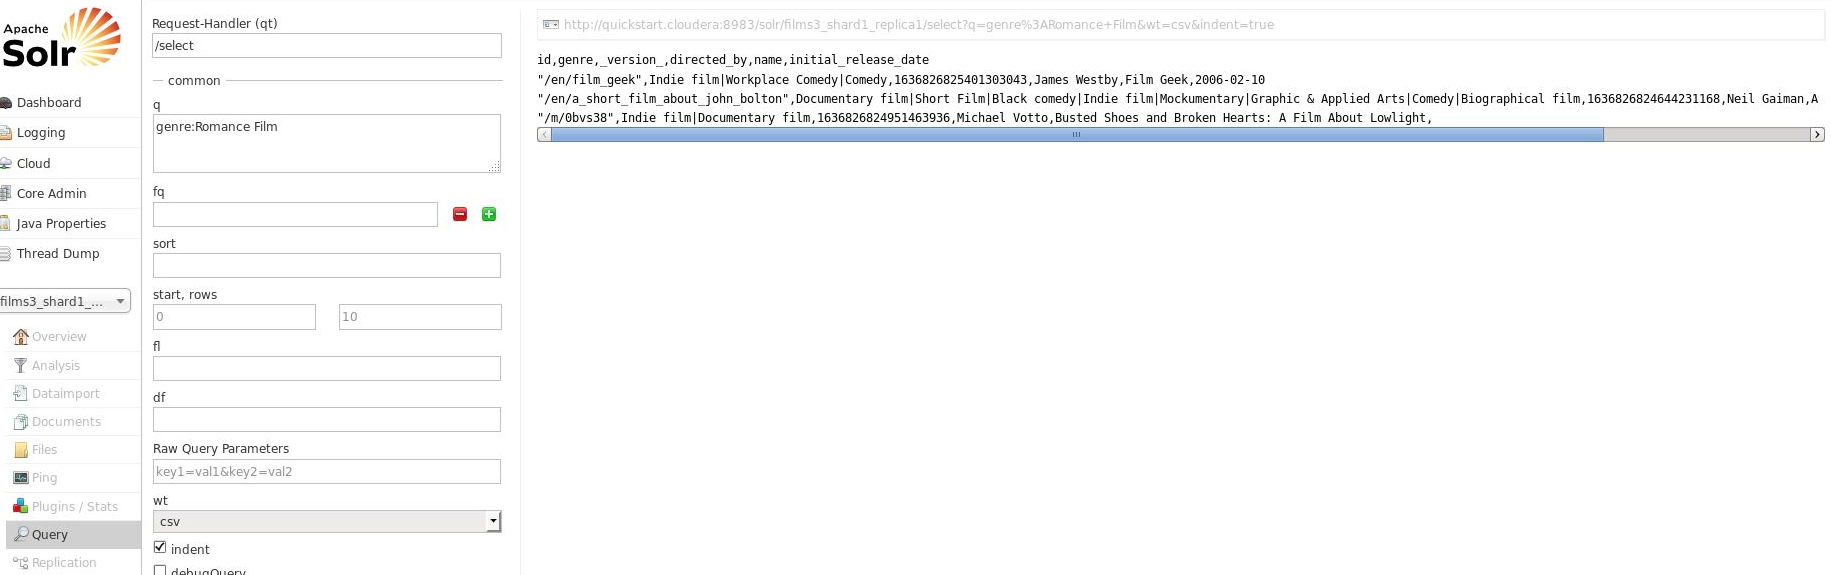 Apache
Solr
Dashboard
Logging
Cloud
Core Admin
Java Properties
Thread Dump
films3_shard1_...
Overview
Analysis
Dataimport
Documents
Files
Ping
Plugins / Stats
Query
Replication
Request-Handler (qt)
/select
common
q
genre:Romance Film
fq
sort
start, rows
0 10
fl
df
Raw Query Parameters
key1=val1&key2=val2
wt
csv
indent
debugQuery
http://quickstart.cloudera:8983/solr/films3_shard1_replica1/select?q=genre%3ARomance+Film&wt=csv&indent=true
id,genre,_version_,directed_by,name,initial_release_date
"/en/film_geek",Indie film|Workplace Comedy|Comedy,1636826825401303043,James Westby,Film Geek,2006-02-10
"/en/a_short_film_about_john_bolton",Documentary film|Short Film|Black comedy|Indie film|Mockumentary|Graphic & Applied Arts|Comedy|Biographical film,1636826824644231168,Neil Gaiman,A
"/m/0bvs38",Indie film|Documentary film,1636826824951463936,Michael Votto,Busted Shoes and Broken Hearts: A Film About Lowlight,